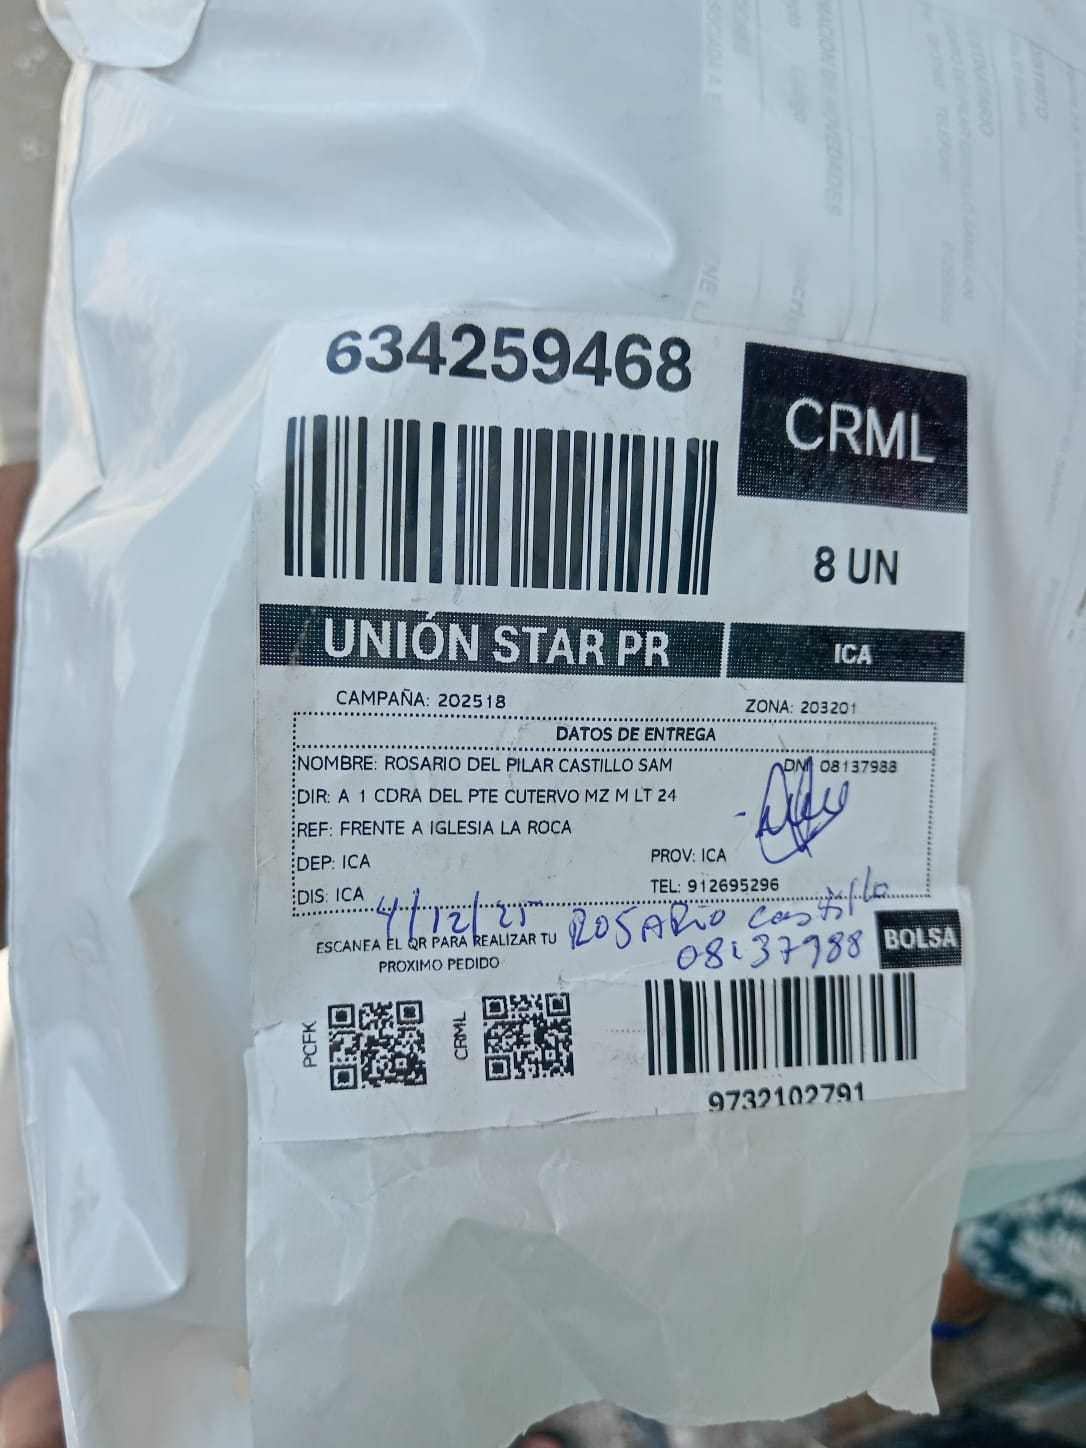 634259468
CRML
8 UN
UNIÓN STAR PR
ICA
CAMPAÑA: 202518
ZONA: 203201
DATOS DE ENTREGA
NOMBRE: ROSARIO DEL PILAR CASTILLO SAM
DNI 08137988
DIR: A 1 CDRA DEL PTE CUTERVO MZ M LT 24
REF: FRENTE A IGLESIA LA ROCA
DEP: ICA
PROV: ICA
DIS: ICA
TEL: 912695296
4/12/25
ROSARIO Castillo
08137988
ESCANEA EL QR PARA REALIZAR TU
PROXIMO PEDIDO
BOLSA
PCFK
CRML
9732102791